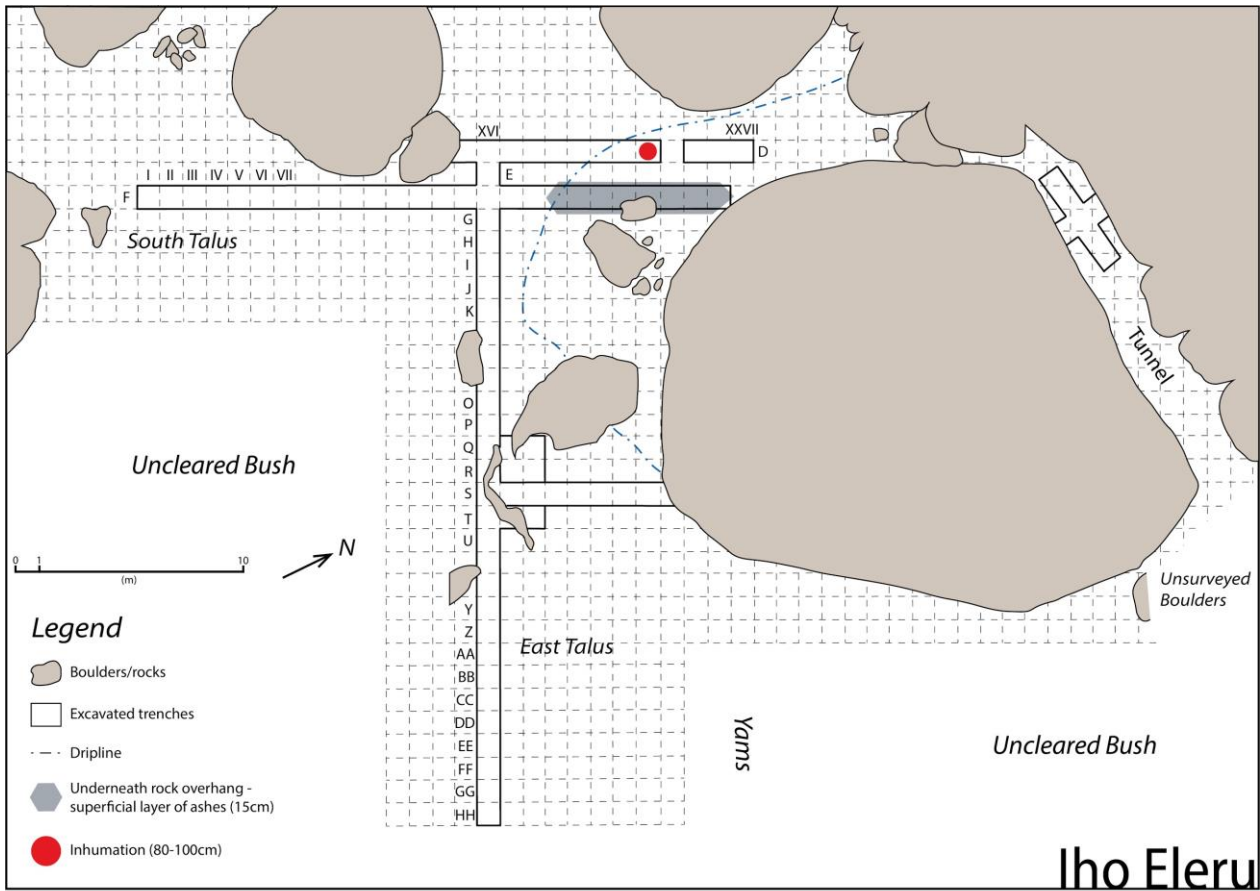 XVI
XXVII
D
E
I II III IV V VI VII
F
G
South Talus
H
I
J
K
Tunnel
O
P
Q
Uncleared Bush
R
S
T
U
N
0 1 10
(m)
Unsurveyed
Boulders
Y
Z
East Talus
AA
BB
CC
DD
EE
FF
GG
HH
Yams
Uncleared Bush
Legend
Boulders/rocks
Excavated trenches
Dripline
Underneath rock overhang -
superficial layer of ashes (15cm)
Inhumation (80-100cm)
Iho Eleru